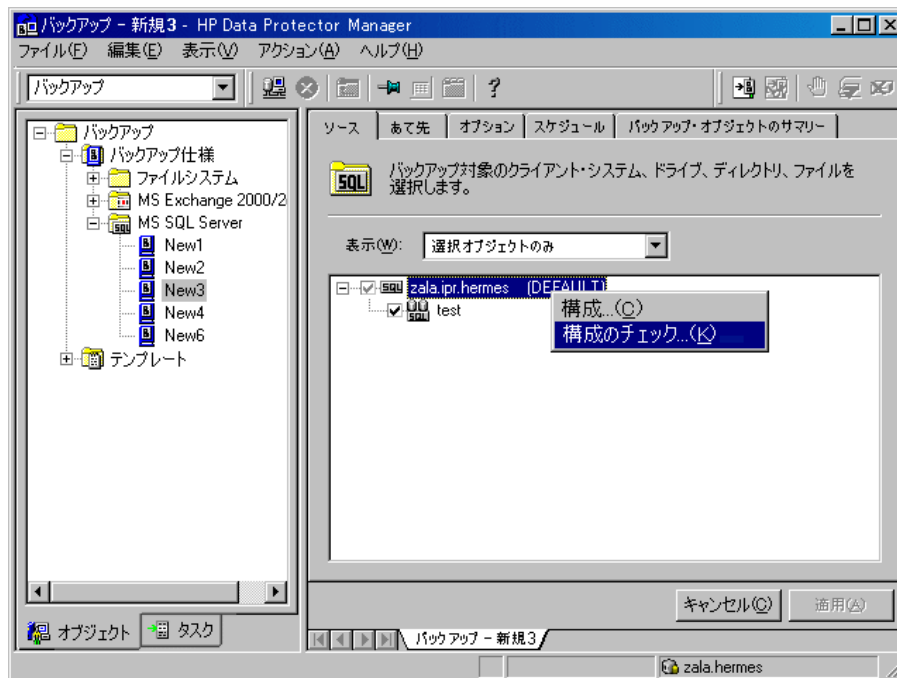 バックアップ - 新規3 - HP Data Protector Manager
ファイル(F) 編集(E) 表示(V) アクション(A) ヘルプ(H)
バックアップ
バックアップ
バックアップ仕様
ファイルシステム
MS Exchange 2000/2
MS SQL Server
New1
New2
New3
New4
New6
テンプレート
オブジェクト タスク
ソース あて先 オプション スケジュール バックアップ・オブジェクトのサマリー
SQL
バックアップ対象のクライアント・システム、ドライブ、ディレクトリ、ファイルを
選択します。
表示(W): 選択オブジェクトのみ
SQL zala.ipr.hermes (DEFAULT)
SQL test
構成...(C)
構成のチェック...(K)
キャンセル(C) 適用(A)
バックアップ - 新規3
zala.hermes